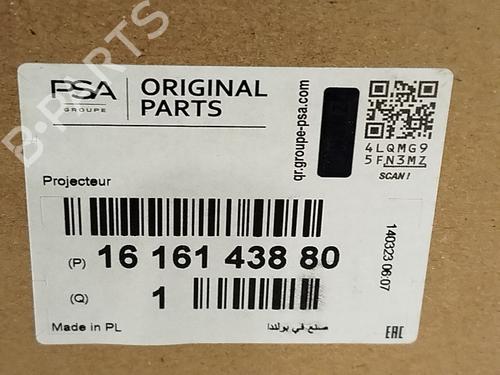 PSA
GROUPE
ORIGINAL
PARTS
qr.groupe-psa.com
4LQMG9
5FN3MZ
SCAN!
Projecteur
(P) 16 161 438 80
(Q) 1
140323 06:07
Made in PL
صنع في بولندا
EAC
B-PARTS